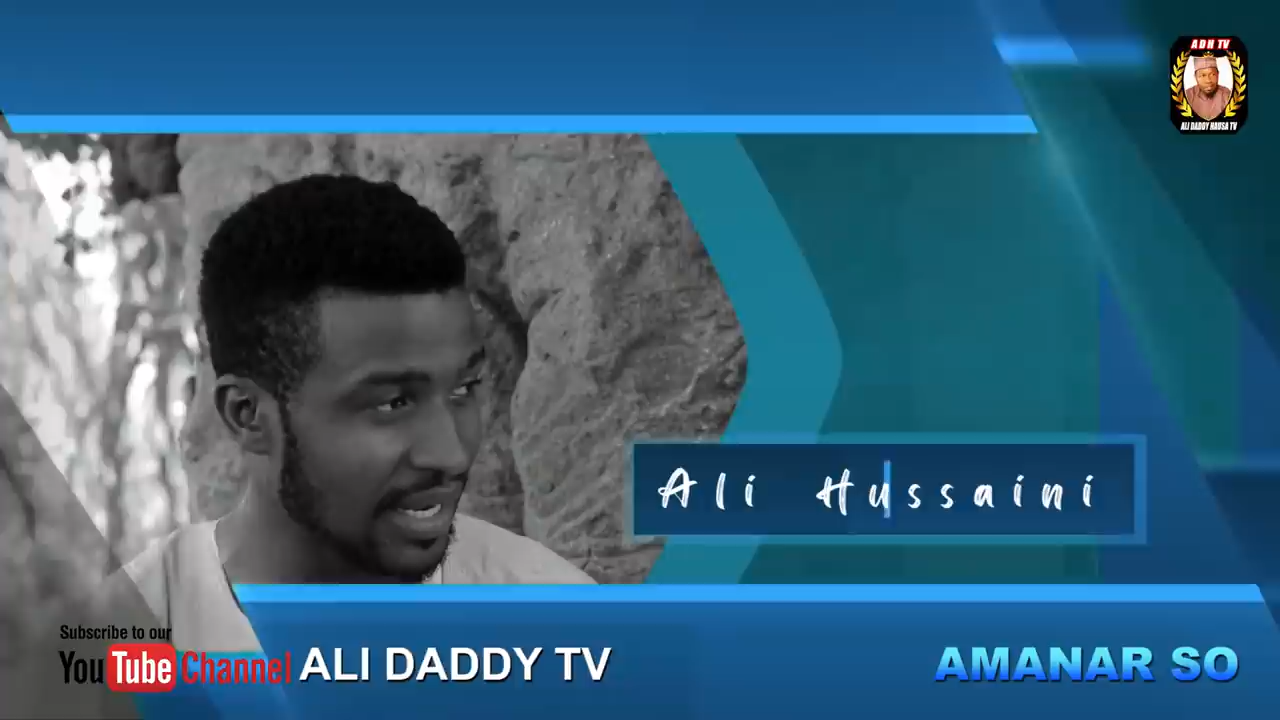 ADH TV
ALI DADDY HAUSA TV
Ali Hussaini
Subscribe to our
YouTube Channel
ALI DADDY TV
AMANAR SO